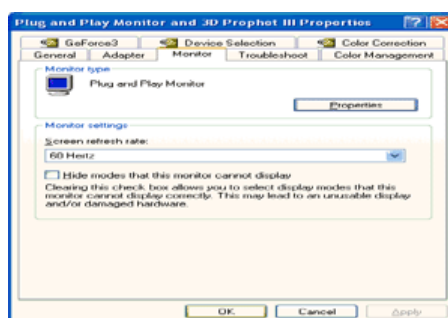 Plug and Play Monitor and 3D Prophet III Properties
GeForce3 Device Selection Color Correction
General Adapter Monitor Troubleshoot Color Management
Monitor type
Plug and Play Monitor
Properties
Monitor settings
Screen refresh rate:
60 Hertz
Hide modes that this monitor cannot display
Clearing this check box allows you to select display modes that this
monitor cannot display correctly. This may lead to an unusable display
and/or damaged hardware.
OK Cancel Apply